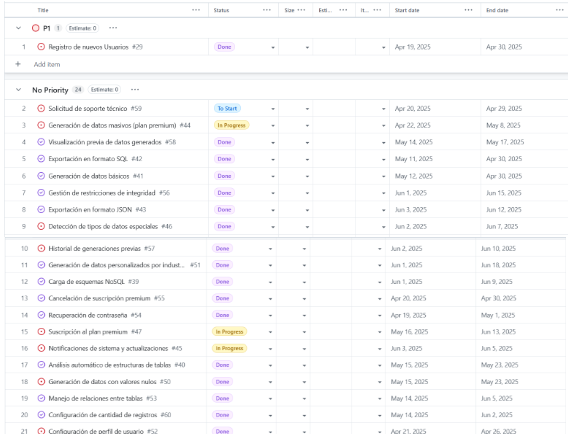 Title ... Status ... Size ... Esti... ... It... ... Start date ... End date ...
P1 1 Estimate: 0 ...
1 Registro de nuevos Usuarios #29 Done Apr 19, 2025 Apr 30, 2025
+ Add item
No Priority 24 Estimate: 0 ...
2 Solicitud de soporte técnico #59 To Start Apr 20, 2025 Apr 29, 2025
3 Generación de datos masivos (plan premium) #44 In Progress Apr 22, 2025 May 8, 2025
4 Visualización previa de datos generados #58 Done May 14, 2025 May 17, 2025
5 Exportación en formato SQL #42 Done May 11, 2025 Apr 30, 2025
6 Generación de datos básicos #41 Done May 12, 2025 Apr 30, 2025
7 Gestión de restricciones de integridad #56 Done Jun 1, 2025 Jun 15, 2025
8 Exportación en formato JSON #43 Done Jun 3, 2025 Jun 12, 2025
9 Detección de tipos de datos especiales #46 Done Jun 2, 2025 Jun 7, 2025
10 Historial de generaciones previas #57 Done Jun 2, 2025 Jun 10, 2025
11 Generación de datos personalizados por indust... #51 Done Jun 1, 2025 Jun 18, 2025
12 Carga de esquemas NoSQL #39 Done Jun 1, 2025 Jun 9, 2025
13 Cancelación de suscripción premium #55 Done Apr 20, 2025 Apr 30, 2025
14 Recuperación de contraseña #54 Done Apr 19, 2025 May 1, 2025
15 Suscripción al plan premium #47 In Progress May 16, 2025 Jun 13, 2025
16 Notificaciones de sistema y actualizaciones #45 In Progress Jun 3, 2025 Jun 5, 2025
17 Análisis automático de estructuras de tablas #40 Done May 15, 2025 May 23, 2025
18 Generación de datos con valores nulos #50 Done May 15, 2025 May 23, 2025
19 Manejo de relaciones entre tablas #53 Done May 14, 2025 Jun 5, 2025
20 Configuración de cantidad de registros #60 Done May 14, 2025 Jun 2, 2025
21 Configuración de perfil de usuario #52 Done Apr 21, 2025 Apr 26, 2025